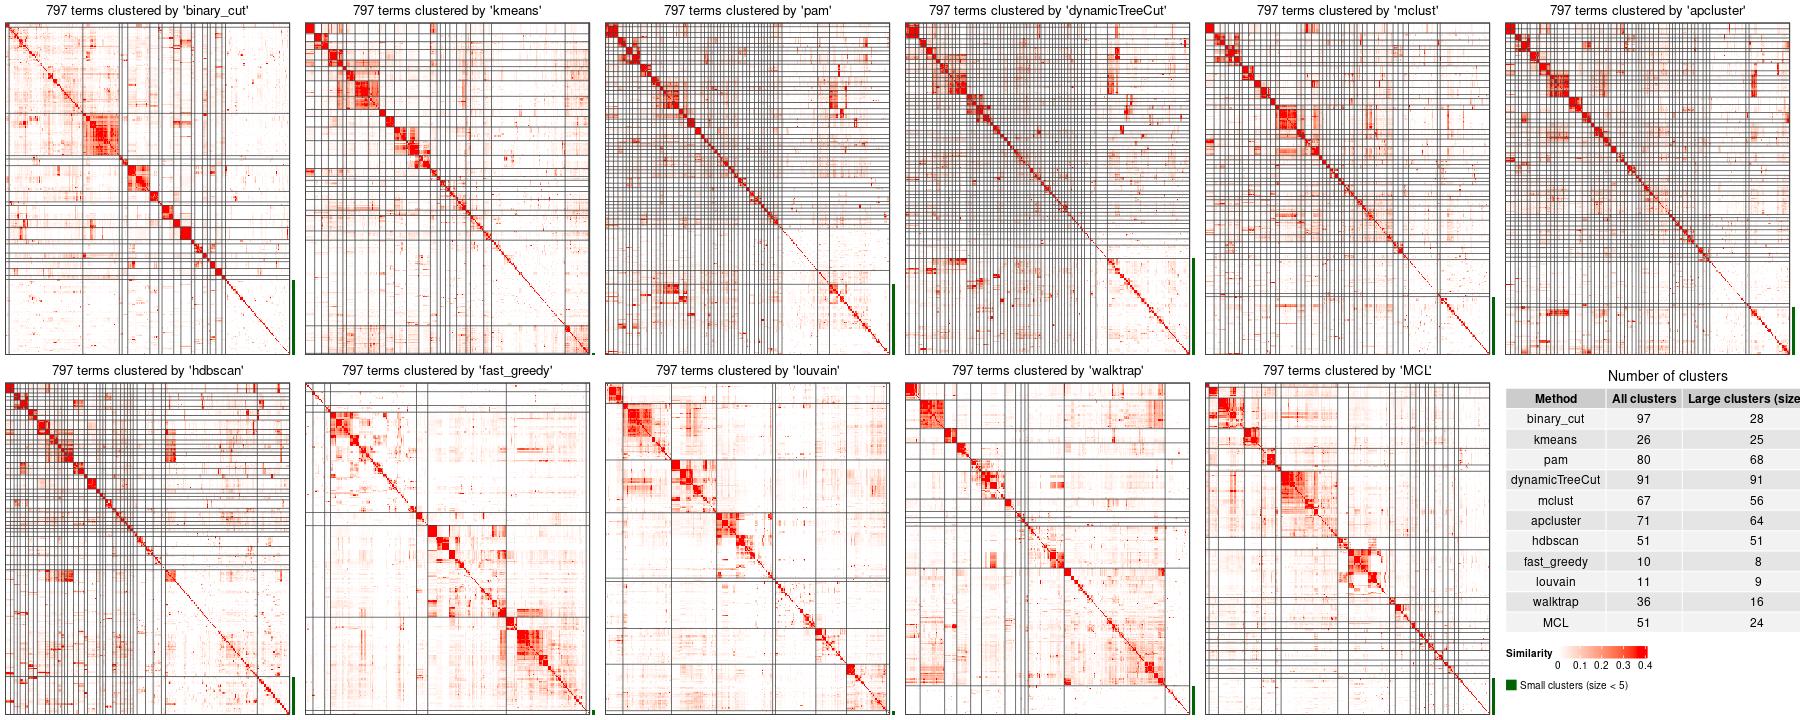 797 terms clustered by 'binary_cut'
797 terms clustered by 'kmeans'
797 terms clustered by 'pam'
797 terms clustered by 'dynamicTreeCut'
797 terms clustered by 'mclust'
797 terms clustered by 'apcluster'
797 terms clustered by 'hdbscan'
797 terms clustered by 'fast_greedy'
797 terms clustered by 'louvain'
797 terms clustered by 'walktrap'
797 terms clustered by 'MCL'
Number of clusters
Method All clusters Large clusters (size
binary_cut 97 28
kmeans 26 25
pam 80 68
dynamicTreeCut 91 91
mclust 67 56
apcluster 71 64
hdbscan 51 51
fast_greedy 10 8
louvain 11 9
walktrap 36 16
MCL 51 24
Similarity
0 0.1 0.2 0.3 0.4
Small clusters (size < 5)